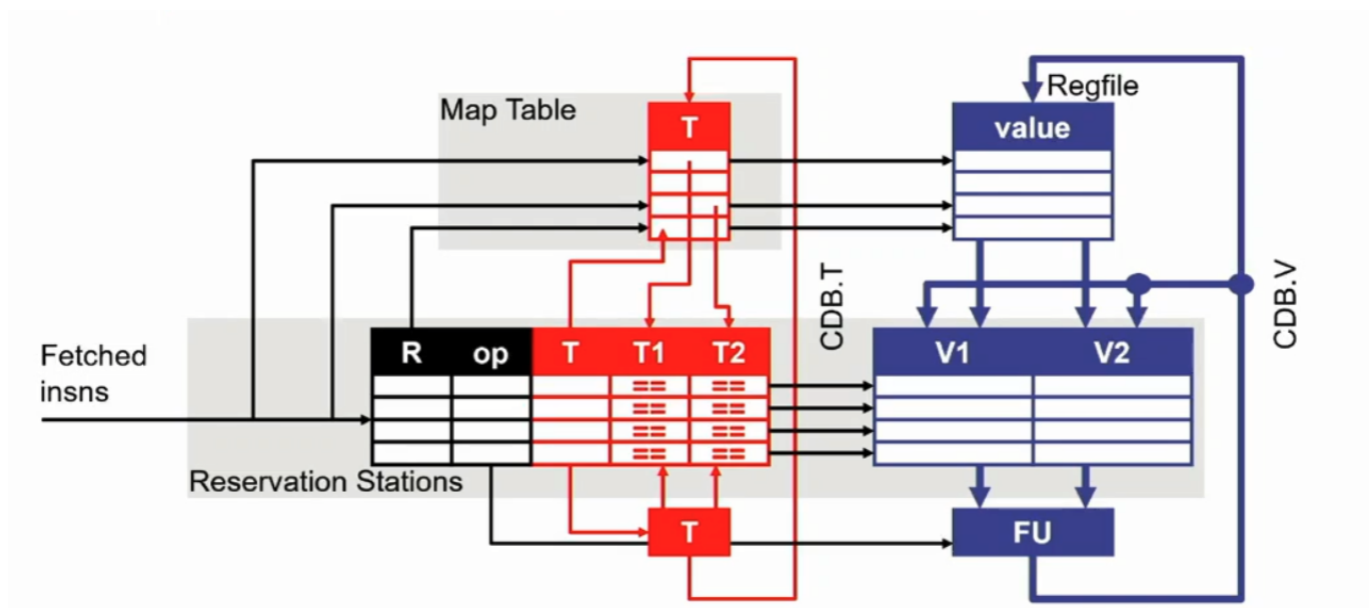 Regfile
Map Table
T
value
CDB.T
CDB.V
Fetched
insns
R op T T1 T2
V1 V2
== ==
== ==
== ==
== ==
Reservation Stations
T
FU